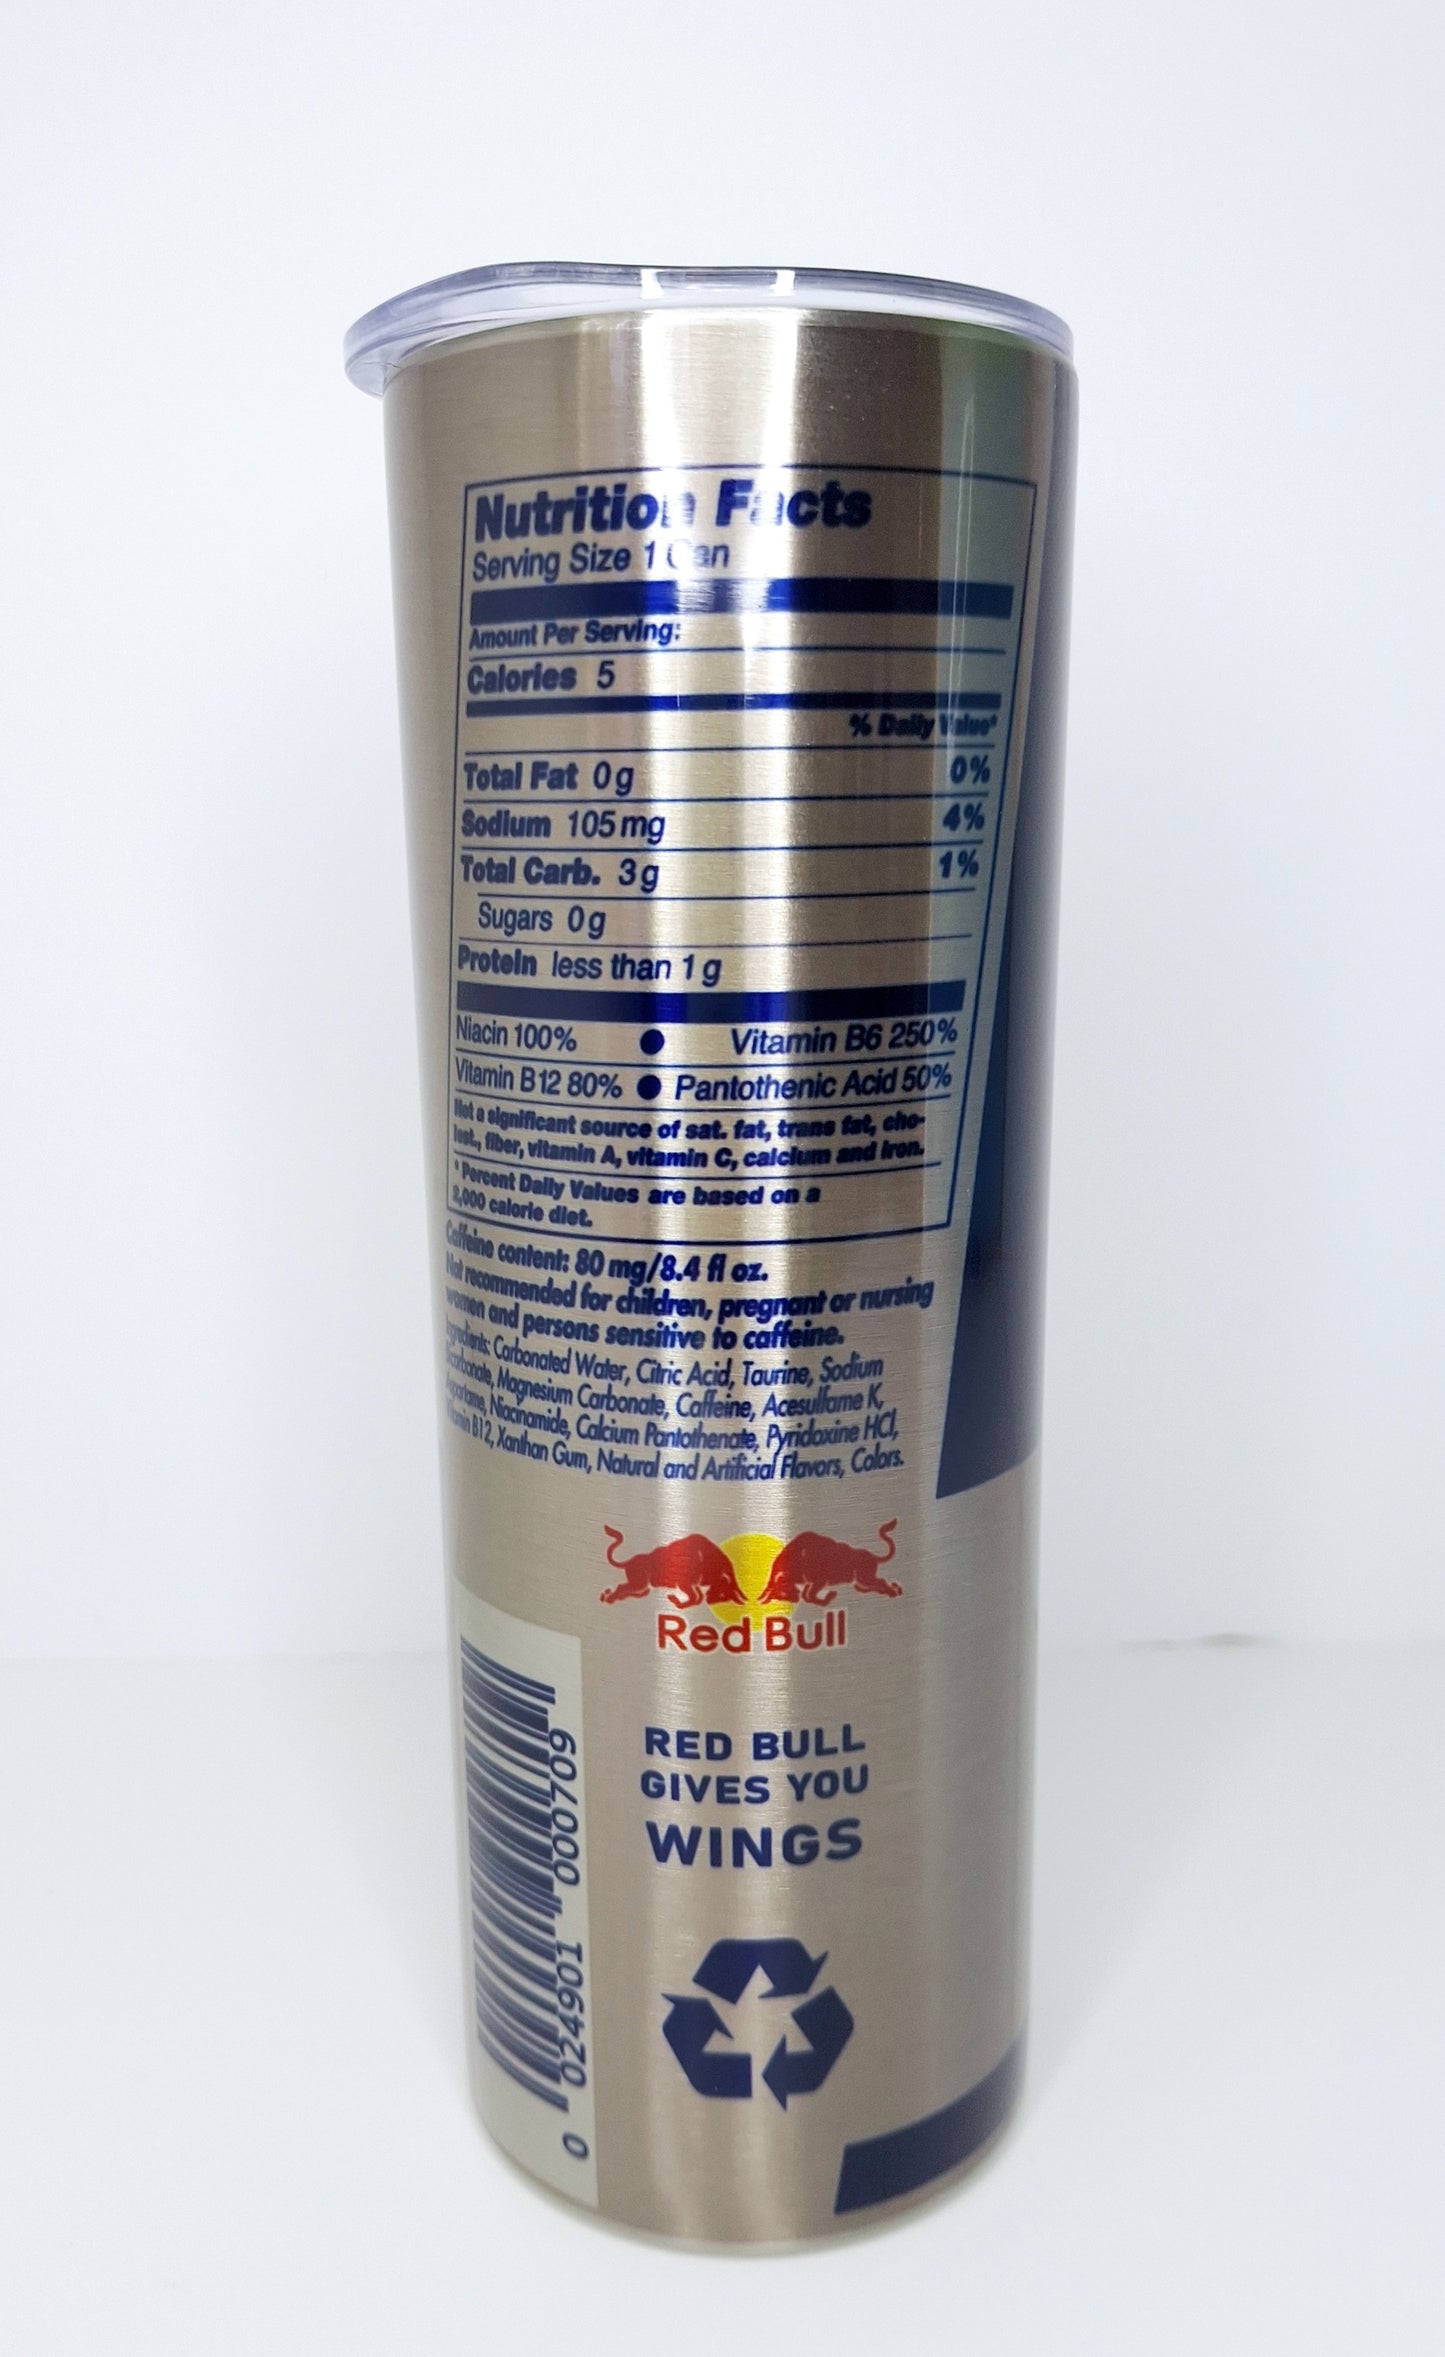 Nutrition Facts
Serving Size 1 Can
Amount Per Serving:
Calories 5
% Daily Value*
Total Fat 0g 0%
Sodium 105mg 4%
Total Carb. 3g 1%
Sugars 0g
Protein less than 1g
Niacin 100% ● Vitamin B6 250%
Vitamin B12 80% ● Pantothenic Acid 50%
Not a significant source of sat. fat, trans fat, cho-
lest., fiber, vitamin A, vitamin C, calcium and iron.
* Percent Daily Values are based on a
2,000 calorie diet.
Caffeine content: 80 mg/8.4 fl oz.
Not recommended for children, pregnant or nursing
women and persons sensitive to caffeine.
Ingredients: Carbonated Water, Citric Acid, Taurine, Sodium
Bicarbonate, Magnesium Carbonate, Caffeine, Acesulfame K,
Aspartame, Niacinamide, Calcium Pantothenate, Pyridoxine HCl,
Vitamin B12, Xanthan Gum, Natural and Artificial Flavors, Colors.
Red Bull
RED BULL
GIVES YOU
WINGS
0 024901 000709